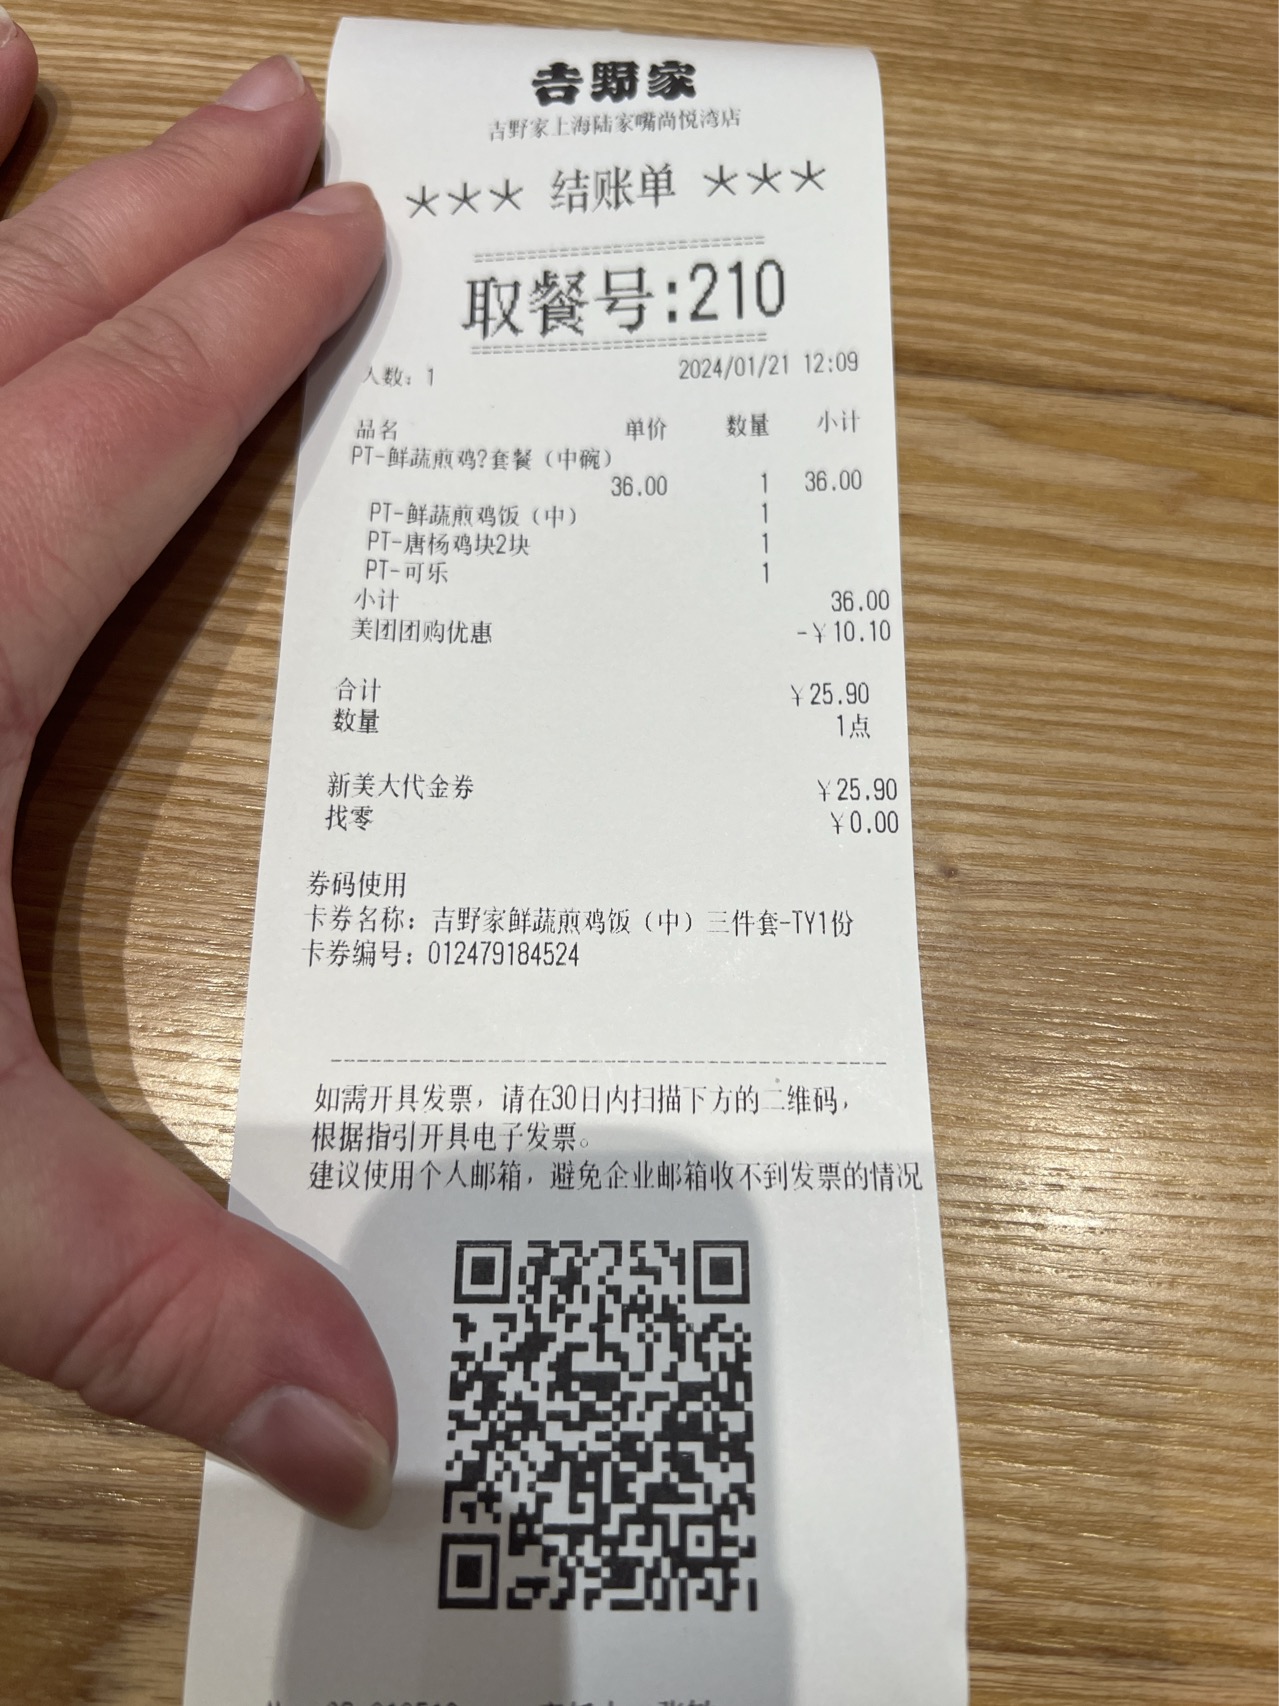 吉野家
吉野家上海陆家嘴尚悦湾店
*** 结账单 ***
========================
取餐号:210
========================
人数：1 2024/01/21 12:09
品名 单价 数量 小计
PT-鲜蔬煎鸡?套餐（中碗）
36.00 1 36.00
PT-鲜蔬煎鸡饭（中） 1
PT-唐杨鸡块2块 1
PT-可乐 1
小计 36.00
美团团购优惠 -￥10.10
合计 ￥25.90
数量 1点
新美大代金券 ￥25.90
找零 ￥0.00
券码使用
卡券名称：吉野家鲜蔬煎鸡饭（中）三件套-TY1份
卡券编号：012479184524
如需开具发票，请在30日内扫描下方的二维码，
根据指引开具电子发票。
建议使用个人邮箱，避免企业邮箱收不到发票的情况